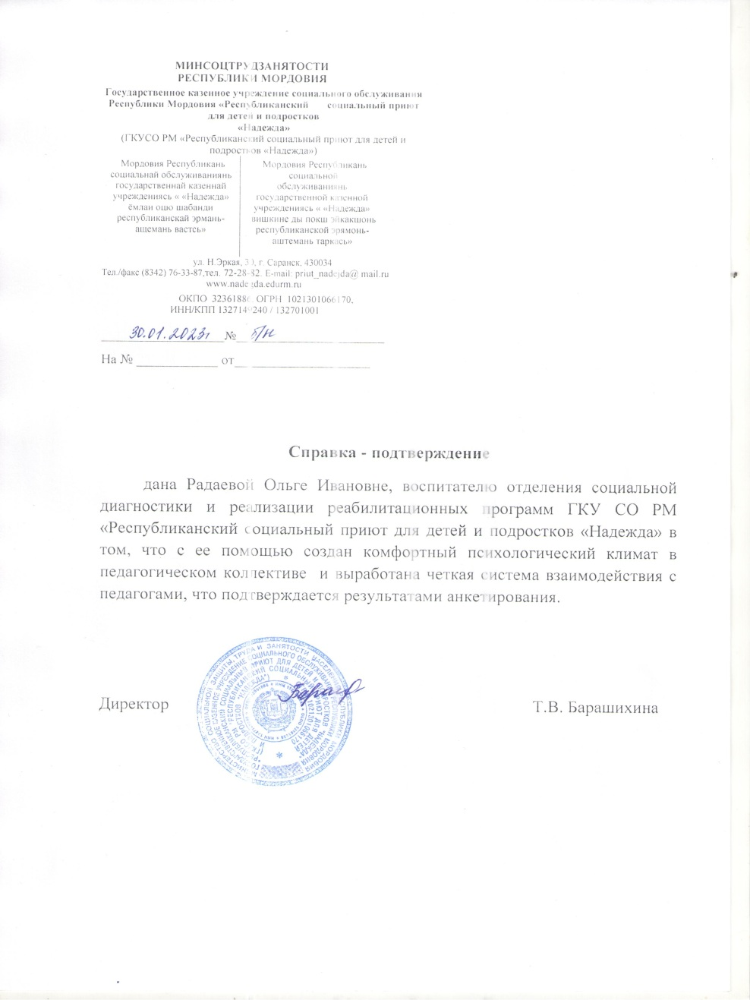 МИНСОЦТРУДЗАНЯТОСТИ
РЕСПУБЛИКИ МОРДОВИЯ
Государственное казенное учреждение социального обслуживания
Республики Мордовия «Республиканский социальный приют
для детей и подростков
«Надежда»
(ГКУСО РМ «Республиканский социальный приют для детей и
подростков «Надежда»)
Мордовия Республикань
социальнай обслуживаниянь
государственнай казеннай
учреждениясь « «Надежда»
ёмлан оцю шабанди
республиканскай эрмань-
ащемань вастсь»
Мордовия Республикань
социальной
обслуживаниянь
государственной казенной
учреждениясь « «Надежда»
вишкине ды покш эйкакшонь
республиканской эрямонь-
аштемань таркась»
ул. Н.Эркая, 30, г. Саранск, 430034
Тел./факс (8342) 76-33-87,тел. 72-28-82. E-mail: priut_nadejda@ mail.ru
www.nadejda.edurm.ru
ОКПО 32361886, ОГРН 1021301066170,
ИНН/КПП 1327149240 / 132701001
30.01.2023г № б/н
На № ____________ от____________________
Справка - подтверждение
дана Радаевой Ольге Ивановне, воспитателю отделения социальной
диагностики и реализации реабилитационных программ ГКУ СО РМ
«Республиканский социальный приют для детей и подростков «Надежда» в
том, что с ее помощью создан комфортный психологический климат в
педагогическом коллективе и выработана четкая система взаимодействия с
педагогами, что подтверждается результатами анкетирования.
Директор
Т.В. Барашихина